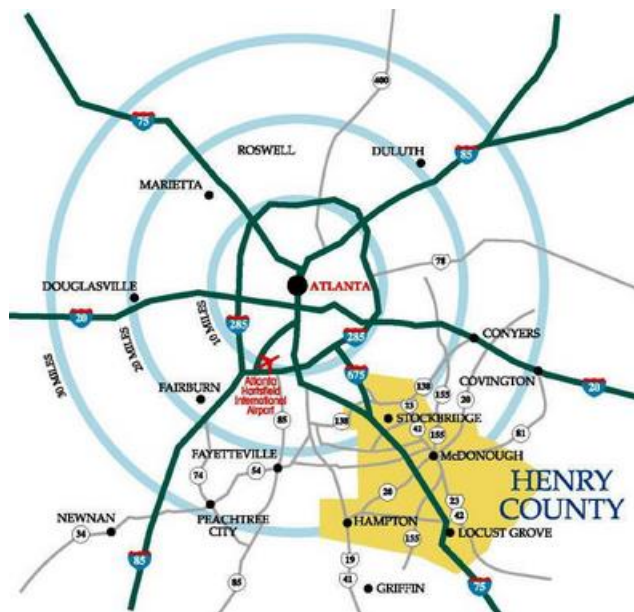 400
75
ROSWELL
DULUTH
85
MARIETTA
78
ATLANTA
DOUGLASVILLE
10 MILES
20 MILES
30 MILES
20
285
285
CONYERS
Atlanta
Hartsfield
International
Airport
675
COVINGTON
138
155
20
20
FAIRBURN
85
138
23
STOCKBRIDGE
42
155
81
FAYETTEVILLE
54
McDONOUGH
74
20
HENRY
COUNTY
23
42
PEACHTREE
CITY
HAMPTON
NEWNAN
34
LOCUST GROVE
155
85
85
19
41
GRIFFIN
75